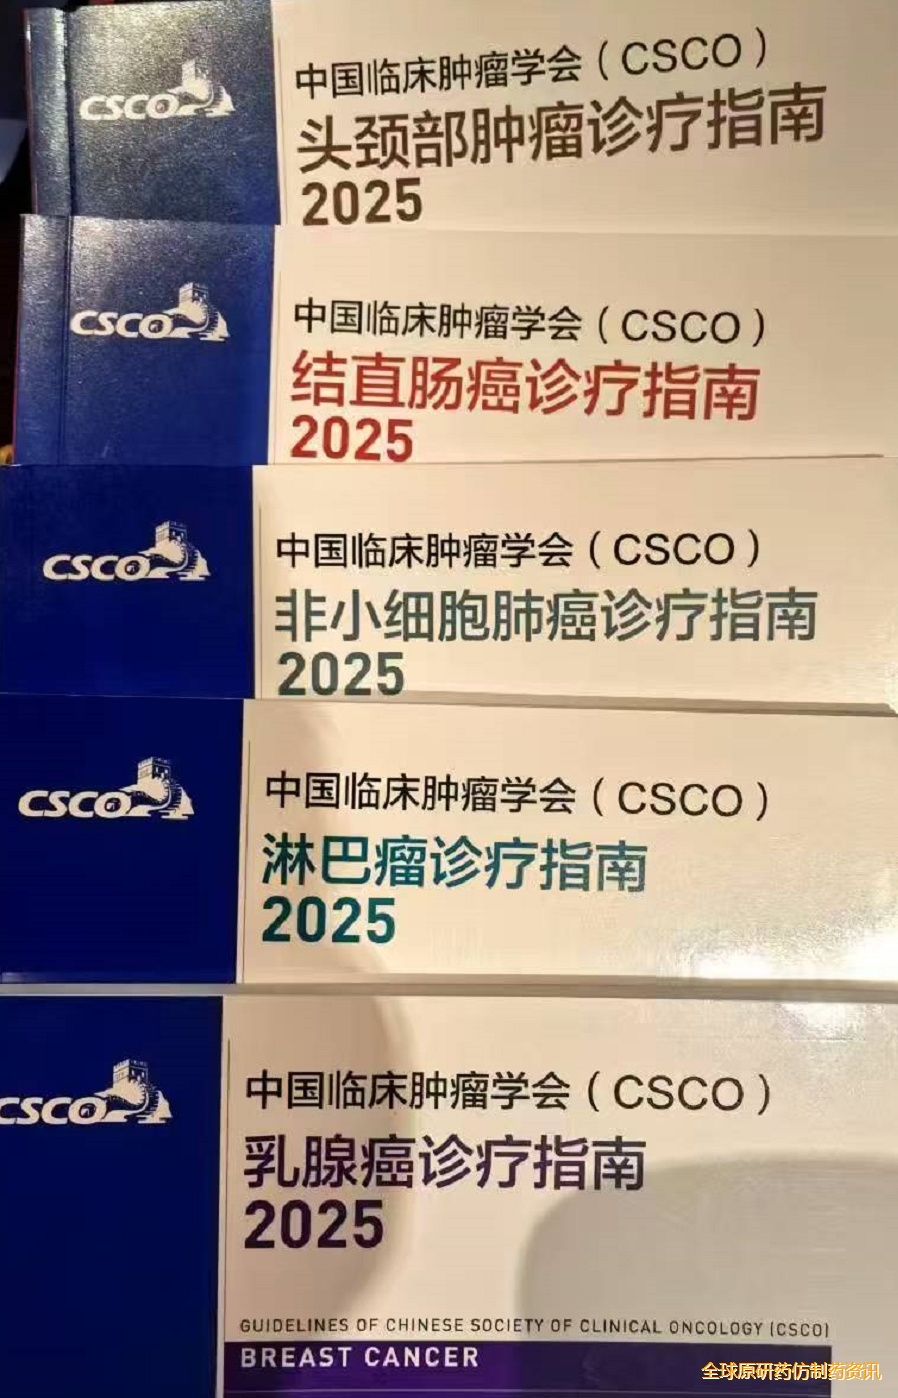 CSCO
中国临床肿瘤学会（CSCO）
头颈部肿瘤诊疗指南
2025
CSCO
中国临床肿瘤学会（CSCO）
结直肠癌诊疗指南
2025
CSCO
中国临床肿瘤学会（CSCO）
非小细胞肺癌诊疗指南
2025
CSCO
中国临床肿瘤学会（CSCO）
淋巴瘤诊疗指南
2025
CSCO
中国临床肿瘤学会（CSCO）
乳腺癌诊疗指南
2025
GUIDELINES OF CHINESE SOCIETY OF CLINICAL ONCOLOGY (CSCO)
BREAST CANCER
全球原研药仿制药资讯